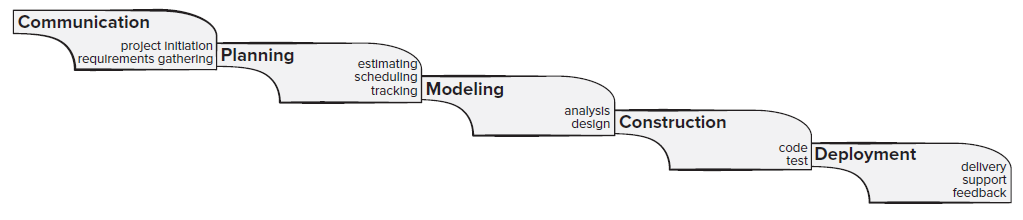 Communication
project initiation
requirements gathering
Planning
estimating
scheduling
tracking
Modeling
analysis
design
Construction
code
test
Deployment
delivery
support
feedback